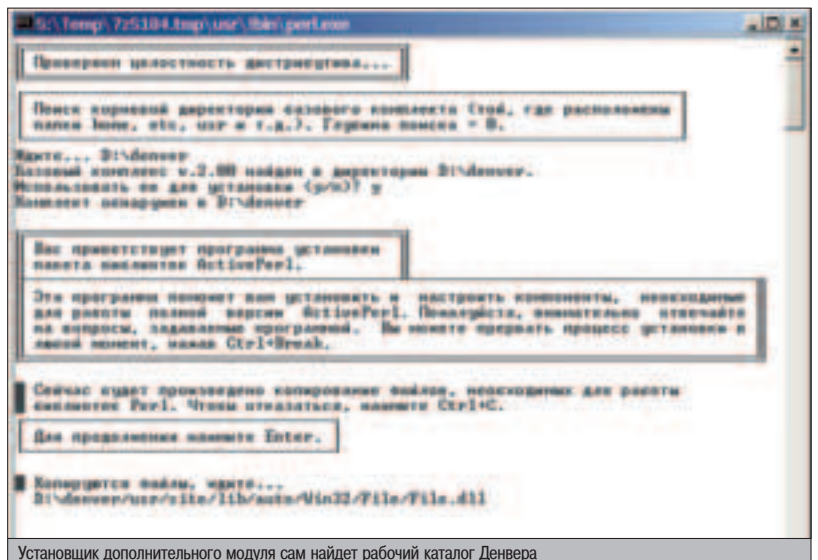 S:\Temp\7zS184.tmp\usr\!bin\perl.exe
Проверяем целостность дистрибутива...
Поиск корневой директории базового комплекта (той, где расположены
папки home, etc, usr и т.д.). Глубина поиска = 8.
Ждите... D:\denver
Базовый комплекс v.2.00 найден в директории D:\denver.
Использовать ее для установки (y/n)? y
Комплект обнаружен в D:\denver
Вас приветствует программа установки
пакета библиотек ActivePerl.
Эта программа поможет вам установить и настроить компоненты, необходимые
для работы полной версии ActivePerl. Пожалуйста, внимательно отвечайте
на вопросы, задаваемые программой. Вы можете прервать процесс установки в
любой момент, нажав Ctrl+Break.
Сейчас будет произведено копирование файлов, необходимых для работы
библиотек Perl. Чтобы отказаться, нажмите Ctrl+C.
Для продолжения нажмите Enter.
Копируются файлы, ждите...
D:\denver/usr/site/lib/auto/Win32/File/File.dll
Установщик дополнительного модуля сам найдет рабочий каталог Денвера